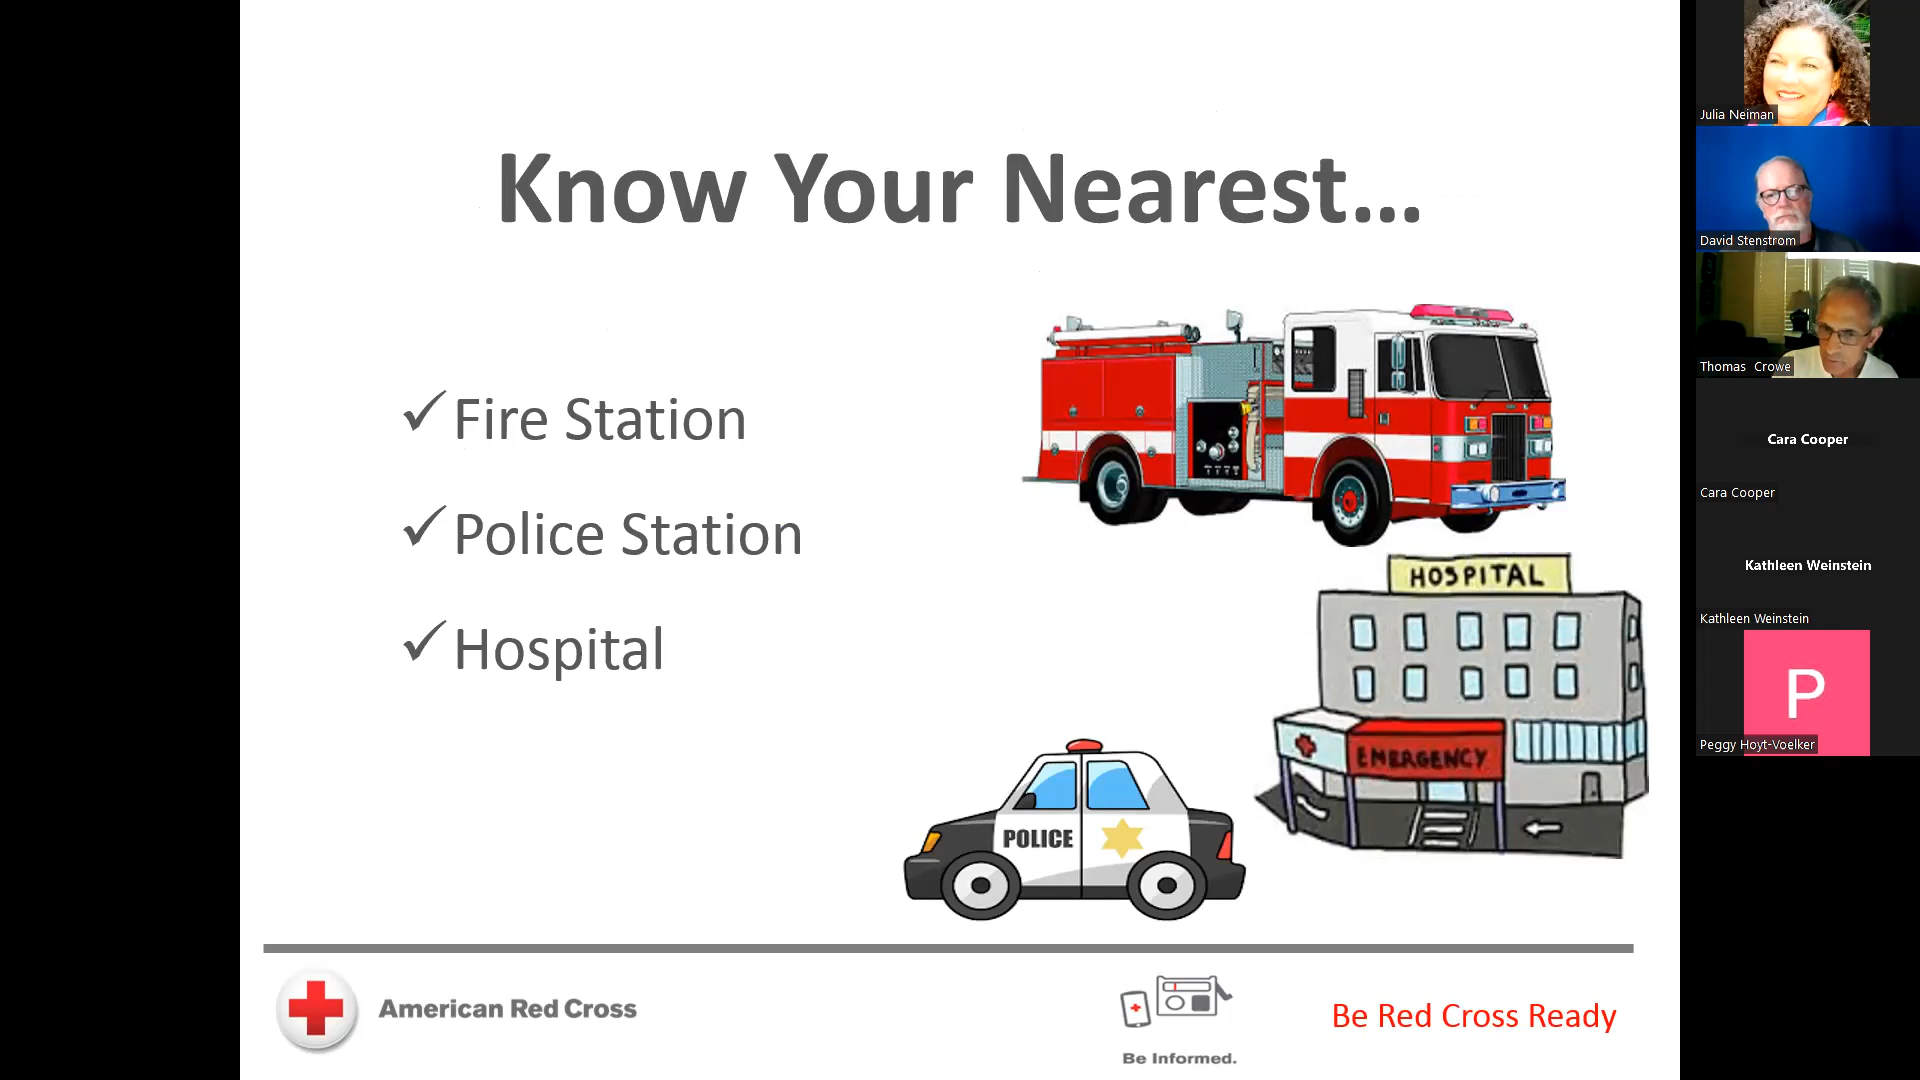 Know Your Nearest...
✓Fire Station
✓Police Station
✓Hospital
HOSPITAL
EMERGENCY
POLICE
American Red Cross
Be Informed.
Be Red Cross Ready
Julia Neiman
David Stenstrom
Thomas Crowe
Cara Cooper
Cara Cooper
Kathleen Weinstein
Kathleen Weinstein
P
Peggy Hoyt-Voelker